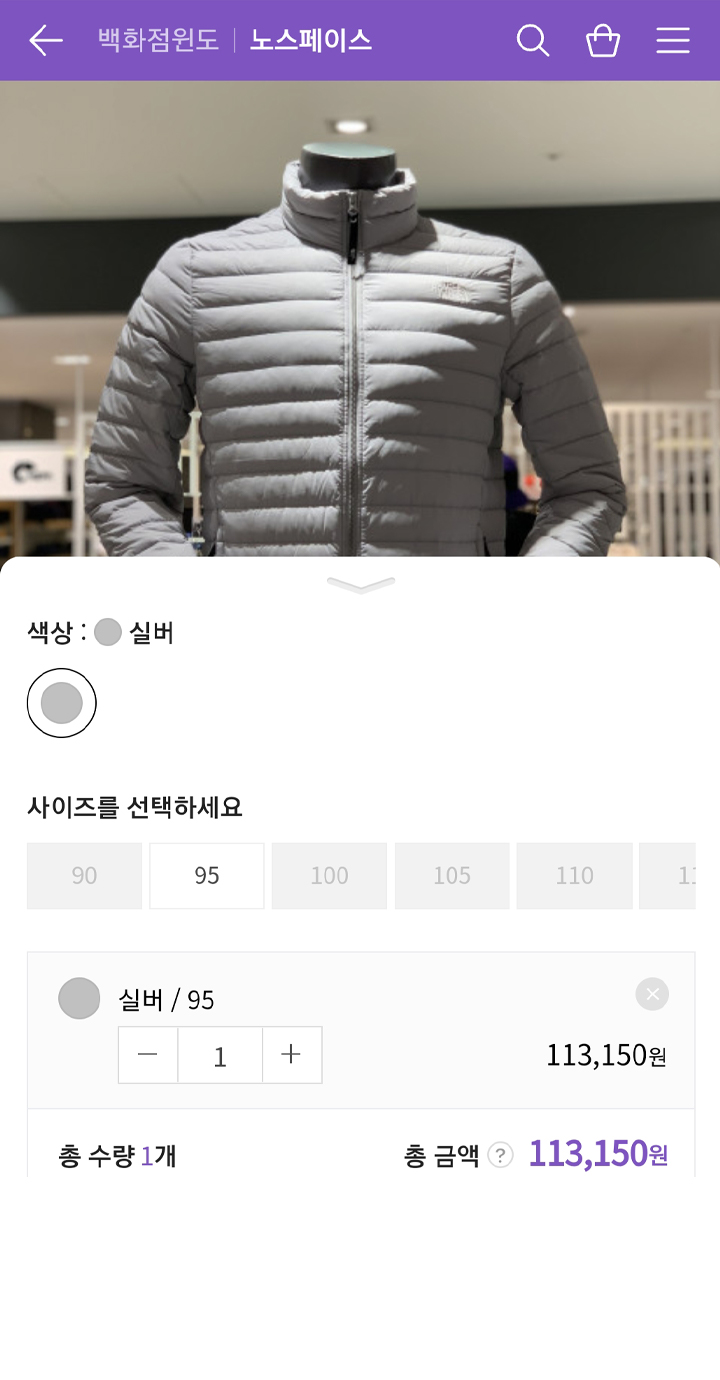 백화점윈도 | 노스페이스
색상 : 실버
사이즈를 선택하세요
90 95 100 105 110
실버 / 95
1 113,150원
총 수량 1개 총 금액 ? 113,150원